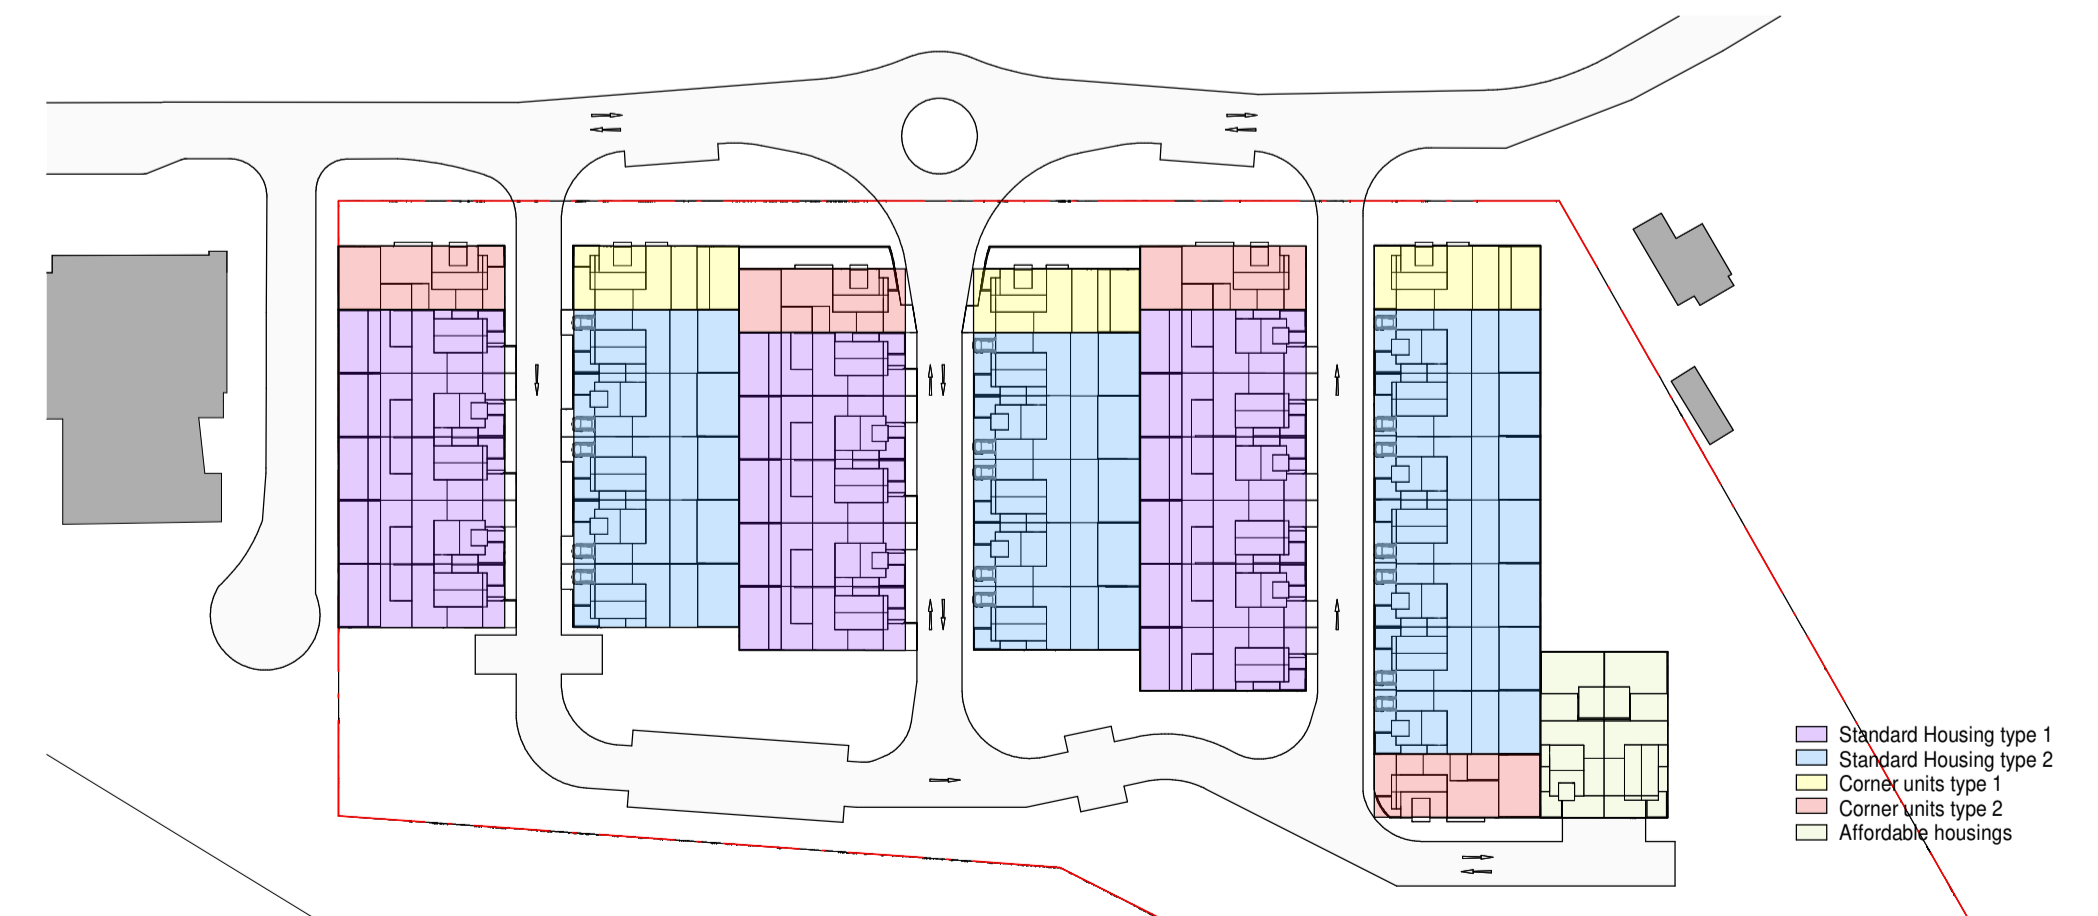 Standard Housing type 1
Standard Housing type 2
Corner units type 1
Corner units type 2
Affordable housings